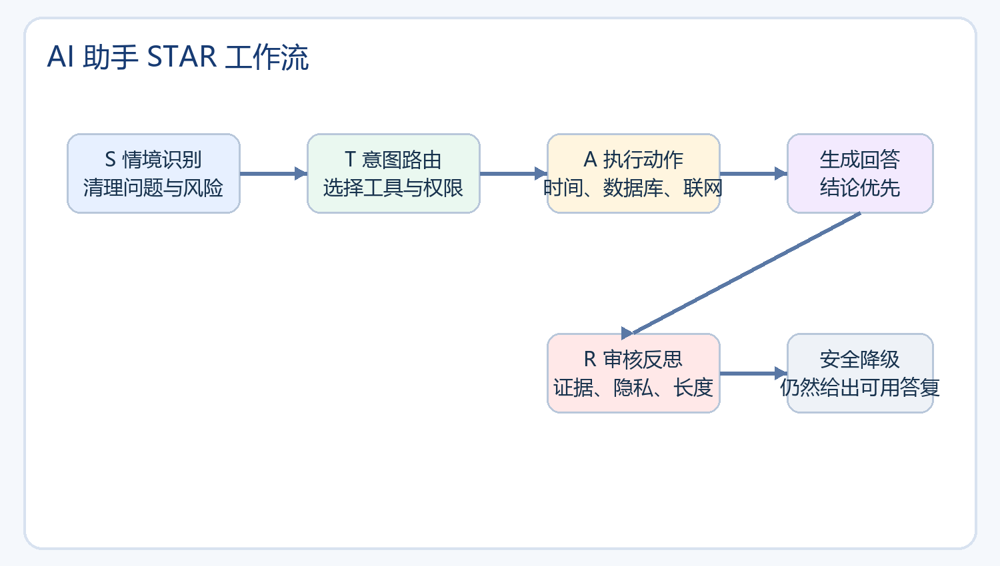 AI 助手 STAR 工作流
S 情境识别
清理问题与风险
T 意图路由
选择工具与权限
A 执行动作
时间、数据库、联网
生成回答
结论优先
R 审核反思
证据、隐私、长度
安全降级
仍然给出可用答复